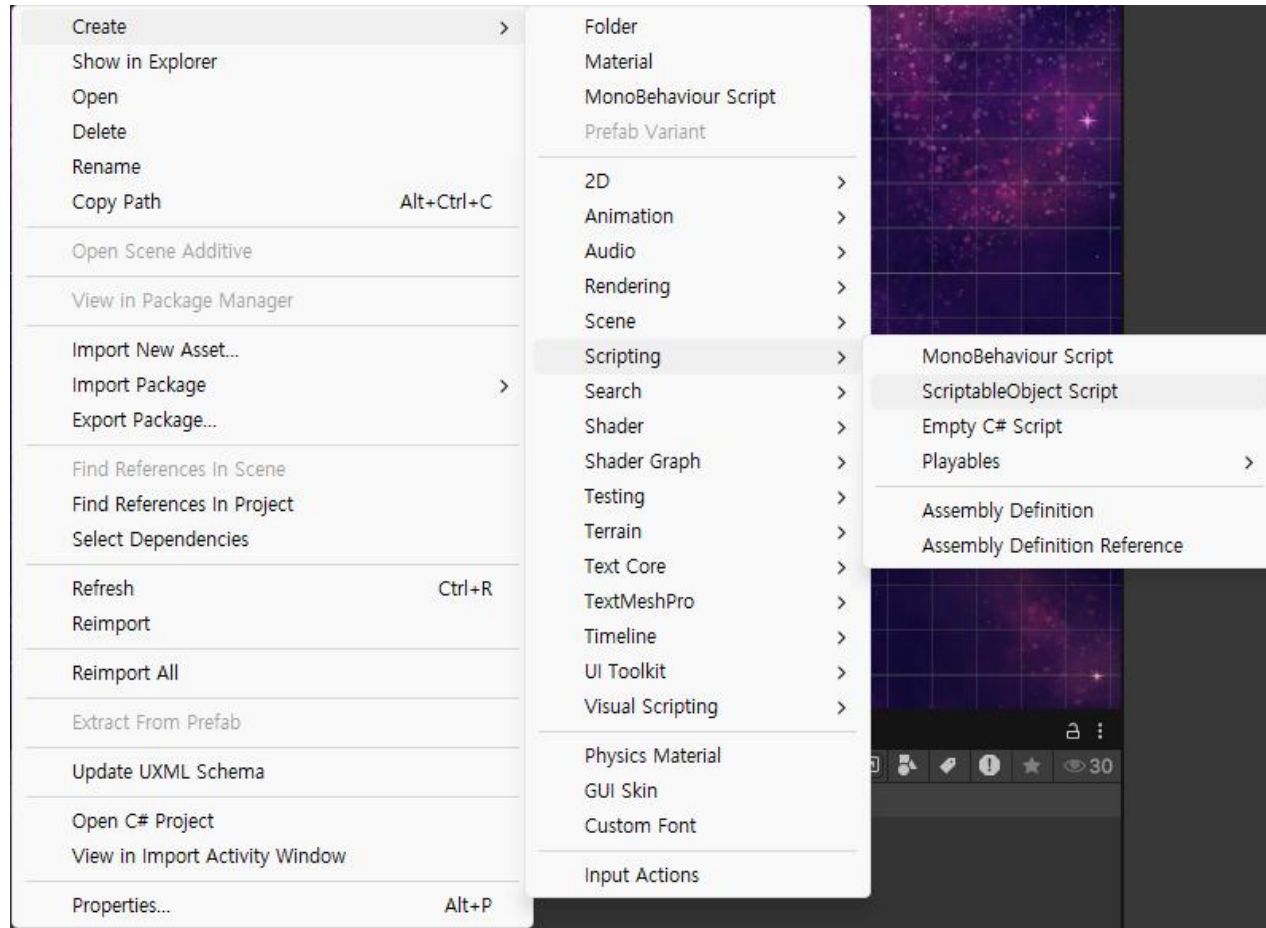 Create
Show in Explorer
Open
Delete
Rename
Copy Path Alt+Ctrl+C
Open Scene Additive
View in Package Manager
Import New Asset...
Import Package
Export Package...
Find References In Scene
Find References In Project
Select Dependencies
Refresh Ctrl+R
Reimport
Reimport All
Extract From Prefab
Update UXML Schema
Open C# Project
View in Import Activity Window
Properties... Alt+P
Folder
Material
MonoBehaviour Script
Prefab Variant
2D
Animation
Audio
Rendering
Scene
Scripting
Search
Shader
Shader Graph
Testing
Terrain
Text Core
TextMeshPro
Timeline
UI Toolkit
Visual Scripting
Physics Material
GUI Skin
Custom Font
Input Actions
MonoBehaviour Script
ScriptableObject Script
Empty C# Script
Playables
Assembly Definition
Assembly Definition Reference
30